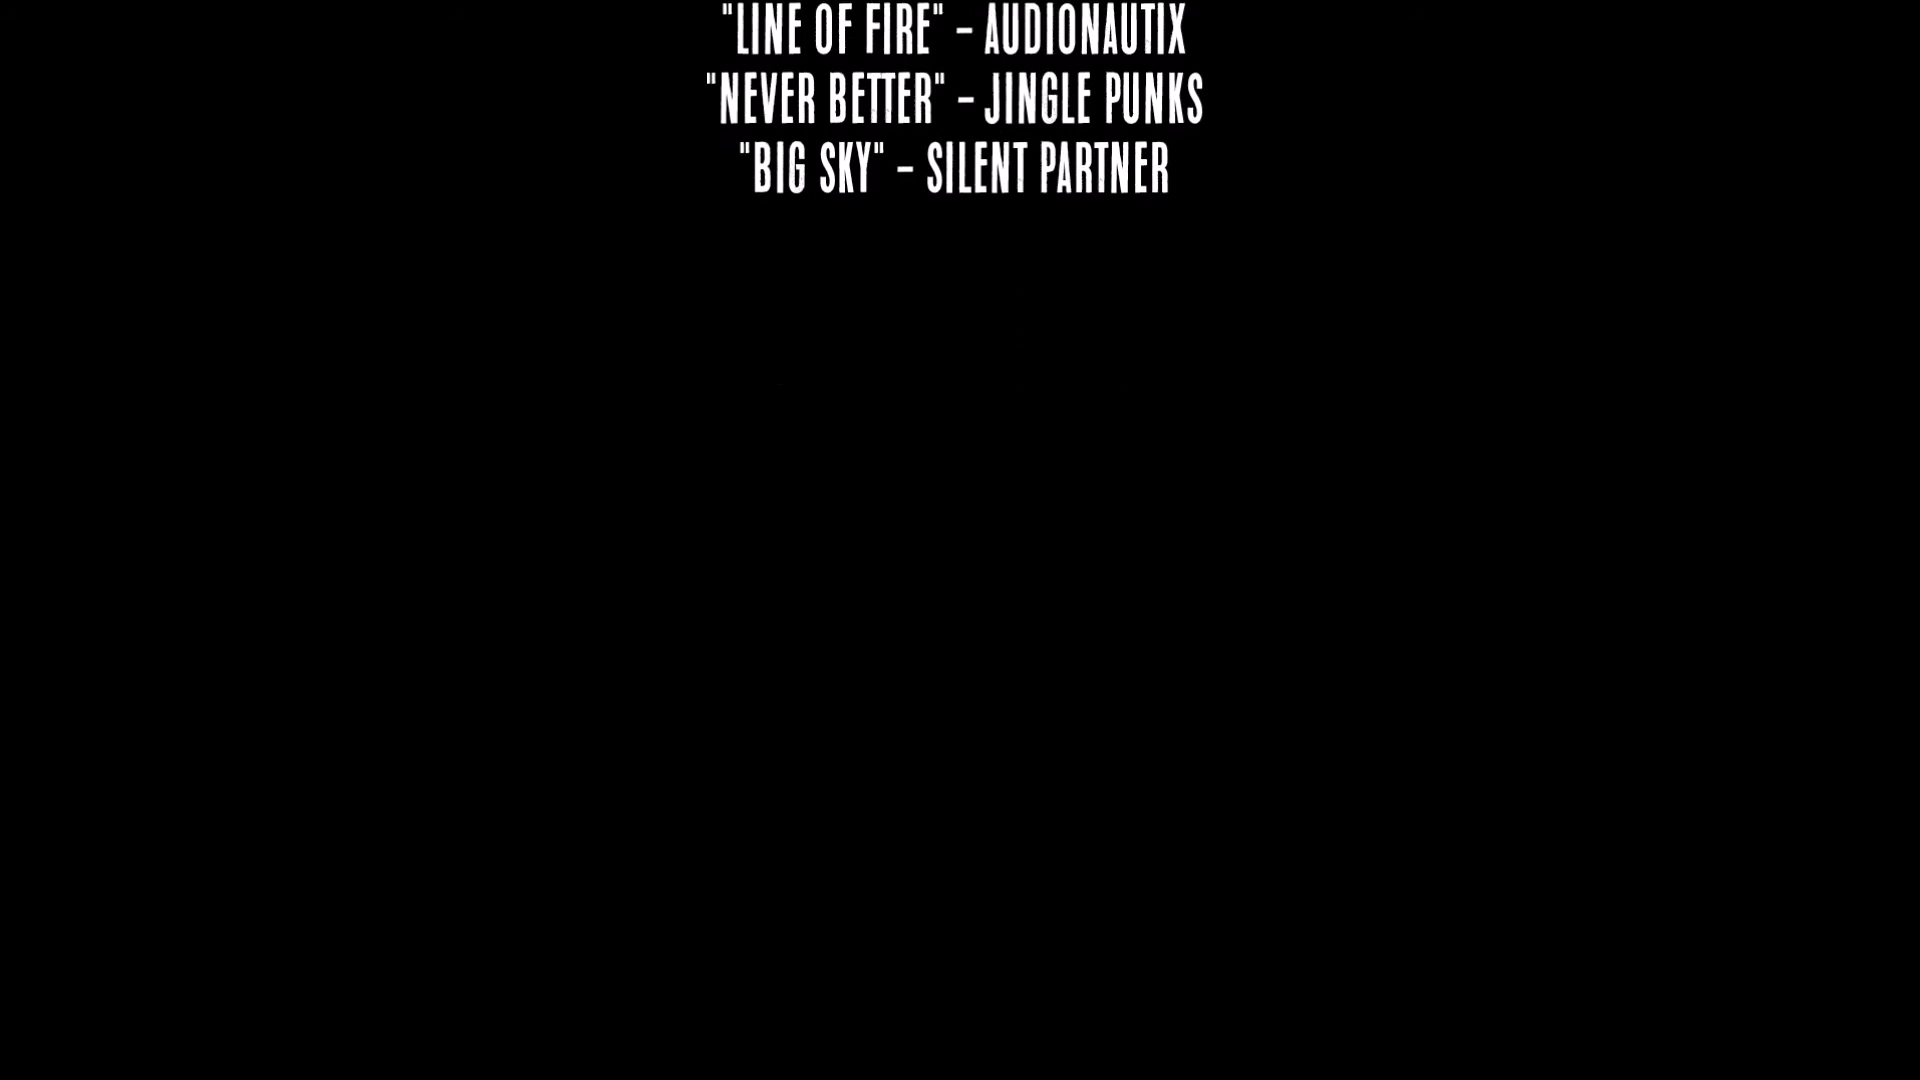 "LINE OF FIRE" - AUDIONAUTIX
"NEVER BETTER" - JINGLE PUNKS
"BIG SKY" - SILENT PARTNER